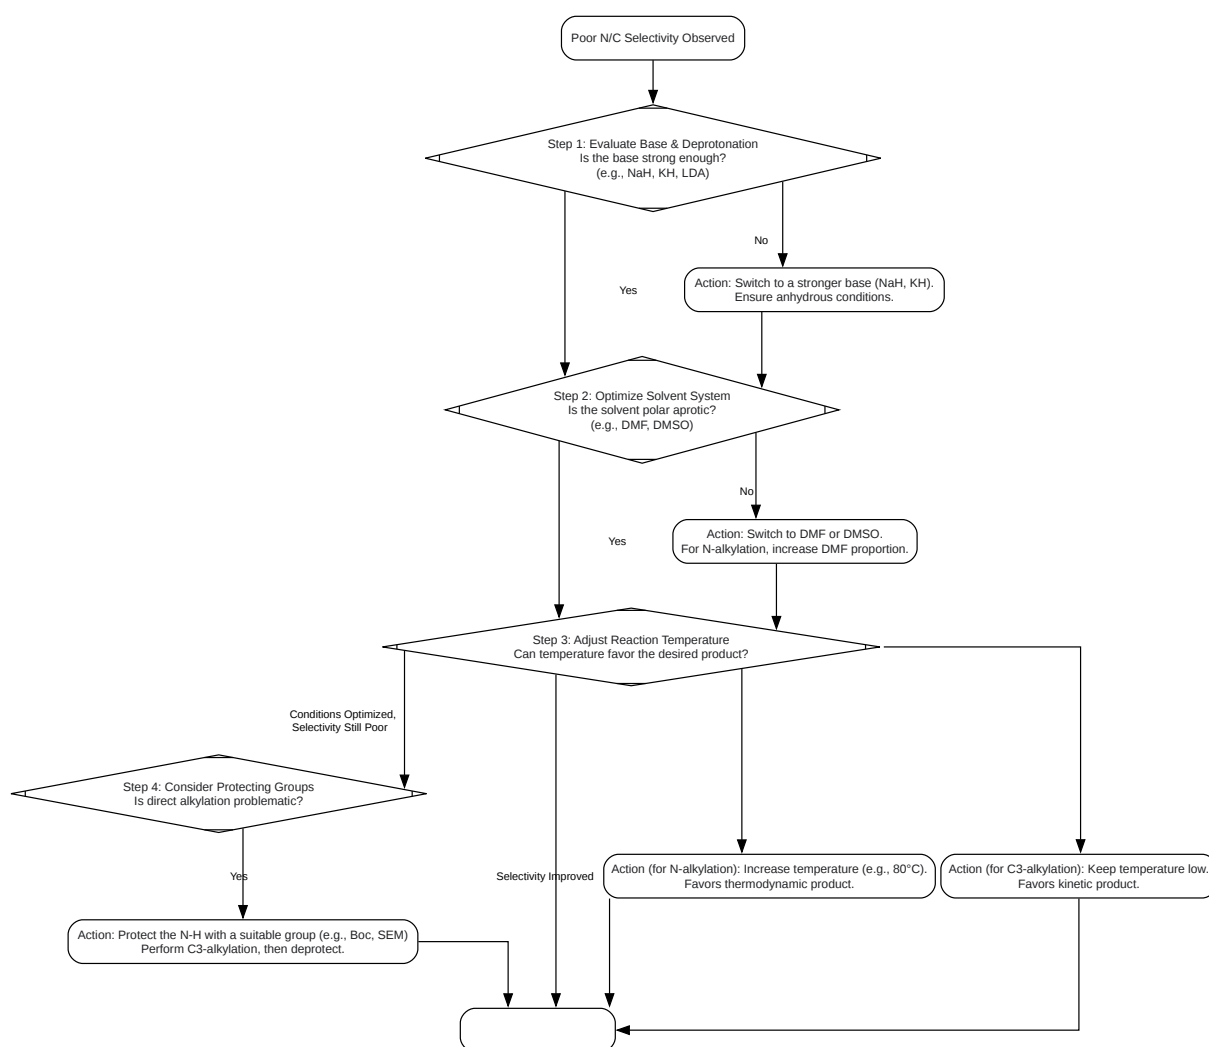 Poor N/C Selectivity Observed
Step 1: Evaluate Base & Deprotonation
Is the base strong enough?
(e.g., NaH, KH, LDA)
No
Action: Switch to a stronger base (NaH, KH).
Ensure anhydrous conditions.
Yes
Step 2: Optimize Solvent System
Is the solvent polar aprotic?
(e.g., DMF, DMSO)
No
Action: Switch to DMF or DMSO.
For N-alkylation, increase DMF proportion.
Yes
Step 3: Adjust Reaction Temperature
Can temperature favor the desired product?
Conditions Optimized,
Selectivity Still Poor
Step 4: Consider Protecting Groups
Is direct alkylation problematic?
Yes
Selectivity Improved
Action (for N-alkylation): Increase temperature (e.g., 80°C).
Favors thermodynamic product.
Action (for C3-alkylation): Keep temperature low.
Favors kinetic product.
Action: Protect the N-H with a suitable group (e.g., Boc, SEM)
Perform C3-alkylation, then deprotect.